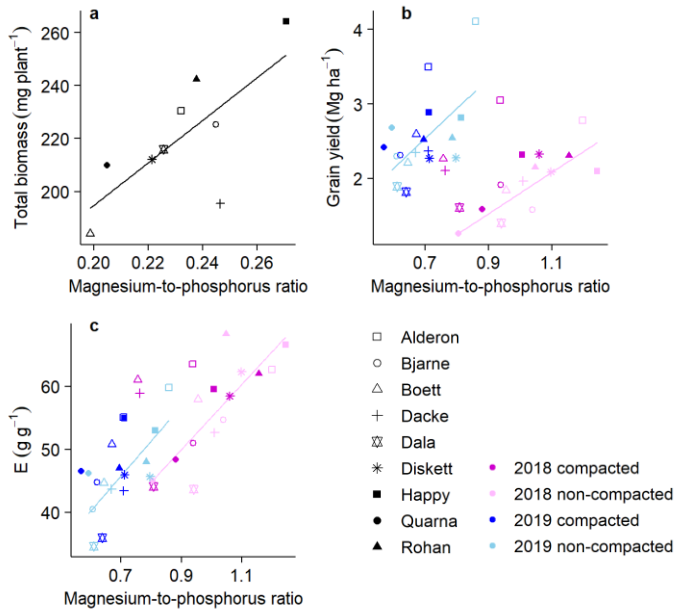 a
Total biomass (mg plant⁻¹)
260
240
220
200
0.20 0.22 0.24 0.26
Magnesium-to-phosphorus ratio
b
Grain yield (Mg ha⁻¹)
4
3
2
0.7 0.9 1.1
Magnesium-to-phosphorus ratio
c
E (g g⁻¹)
60
50
40
0.7 0.9 1.1
Magnesium-to-phosphorus ratio
Alderon
Bjarne
Boett
Dacke
Dala
Diskett
Happy
Quarna
Rohan
2018 compacted
2018 non-compacted
2019 compacted
2019 non-compacted